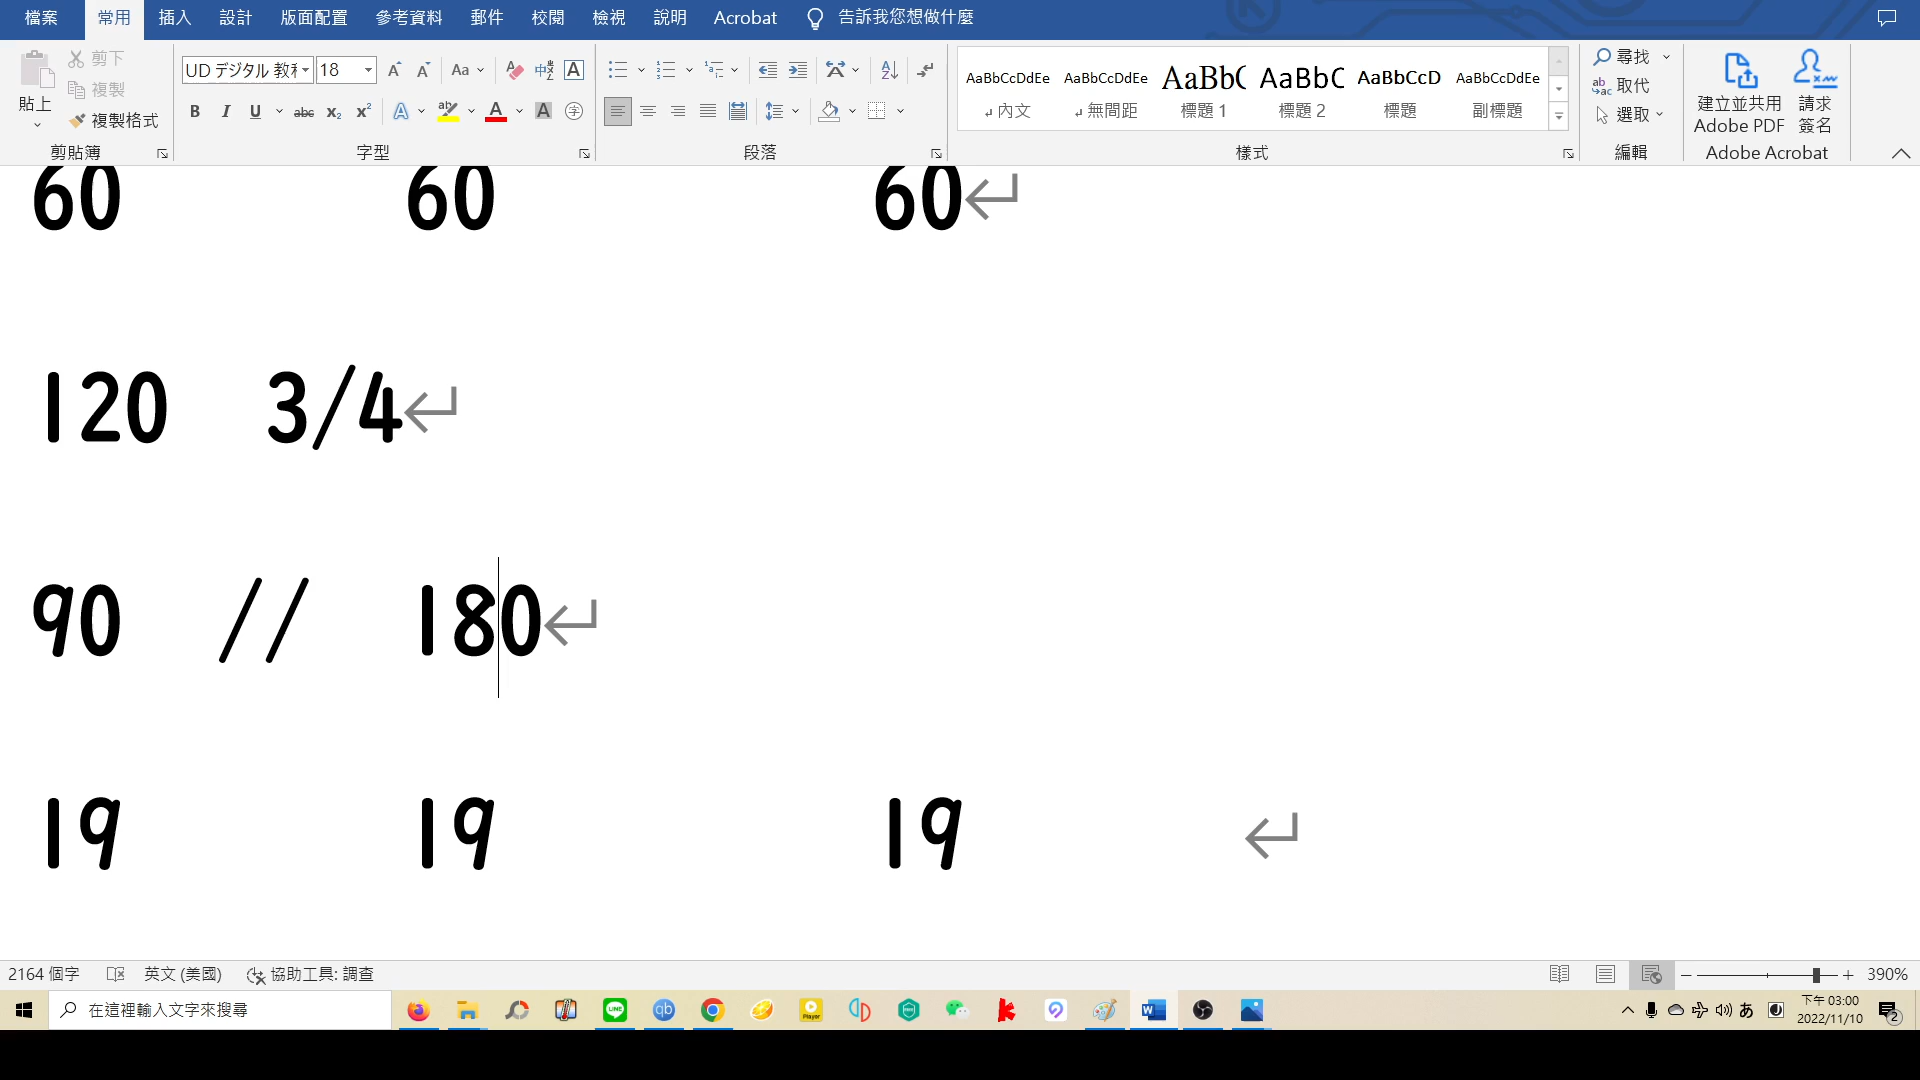 檔案 常用 插入 設計 版面配置 參考資料 郵件 校閱 檢視 說明 Acrobat 告訴我您想做什麼
貼上
剪下
複製
複製格式
剪貼簿
UD デジタル 教 18
Aa
B I U abc x₂ x² A A A 字
字型
段落
AaBbCcDdEe AaBbCcDdEe AaBbC AaBbC AaBbCcD AaBbCcDdEe
內文 無間距 標題 1 標題 2 標題 副標題
樣式
尋找
取代
選取
編輯
建立並共用
Adobe PDF
請求
簽名
Adobe Acrobat
60 60 60
120 3/4
90 // 180
19 19 19
2164 個字 英文 (美國) 協助工具: 調查 390%
在這裡輸入文字來搜尋
あ
下午 03:00
2022/11/10
2